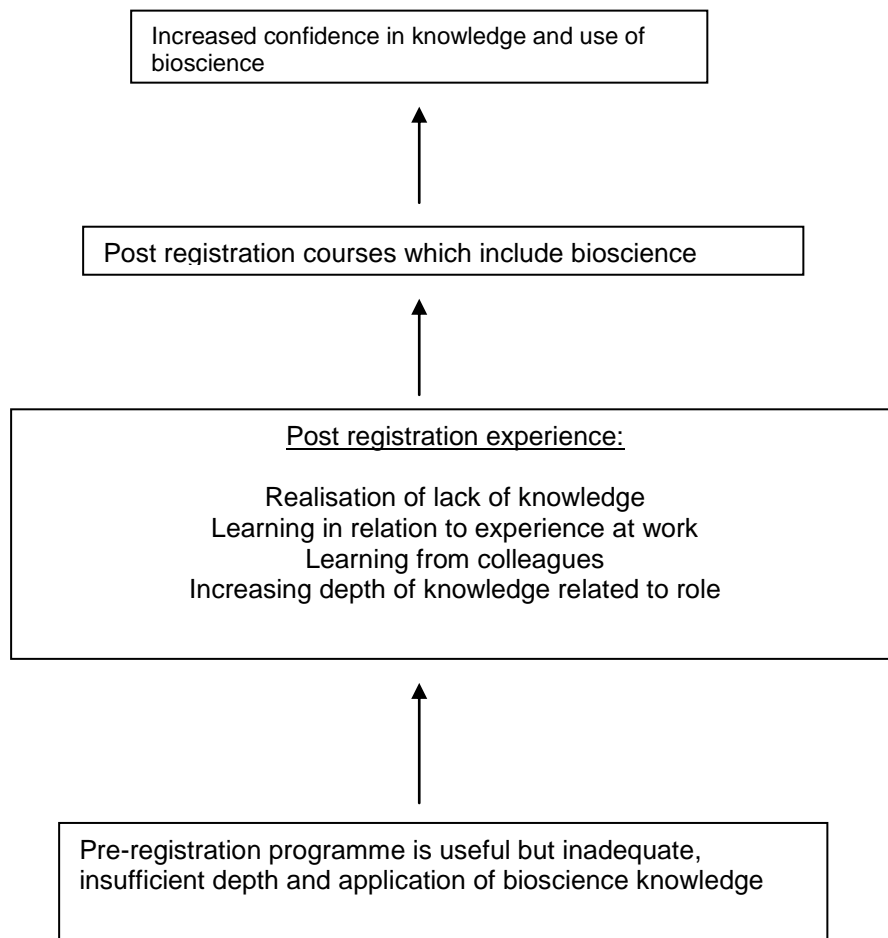 Increased confidence in knowledge and use of
bioscience
Post registration courses which include bioscience
Post registration experience:
Realisation of lack of knowledge
Learning in relation to experience at work
Learning from colleagues
Increasing depth of knowledge related to role
Pre-registration programme is useful but inadequate,
insufficient depth and application of bioscience knowledge